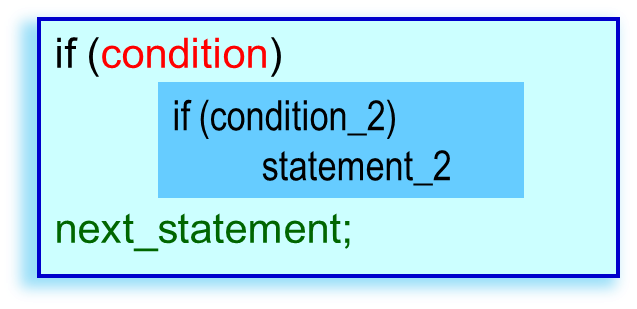 if (condition)
if (condition_2)
statement_2
next_statement;